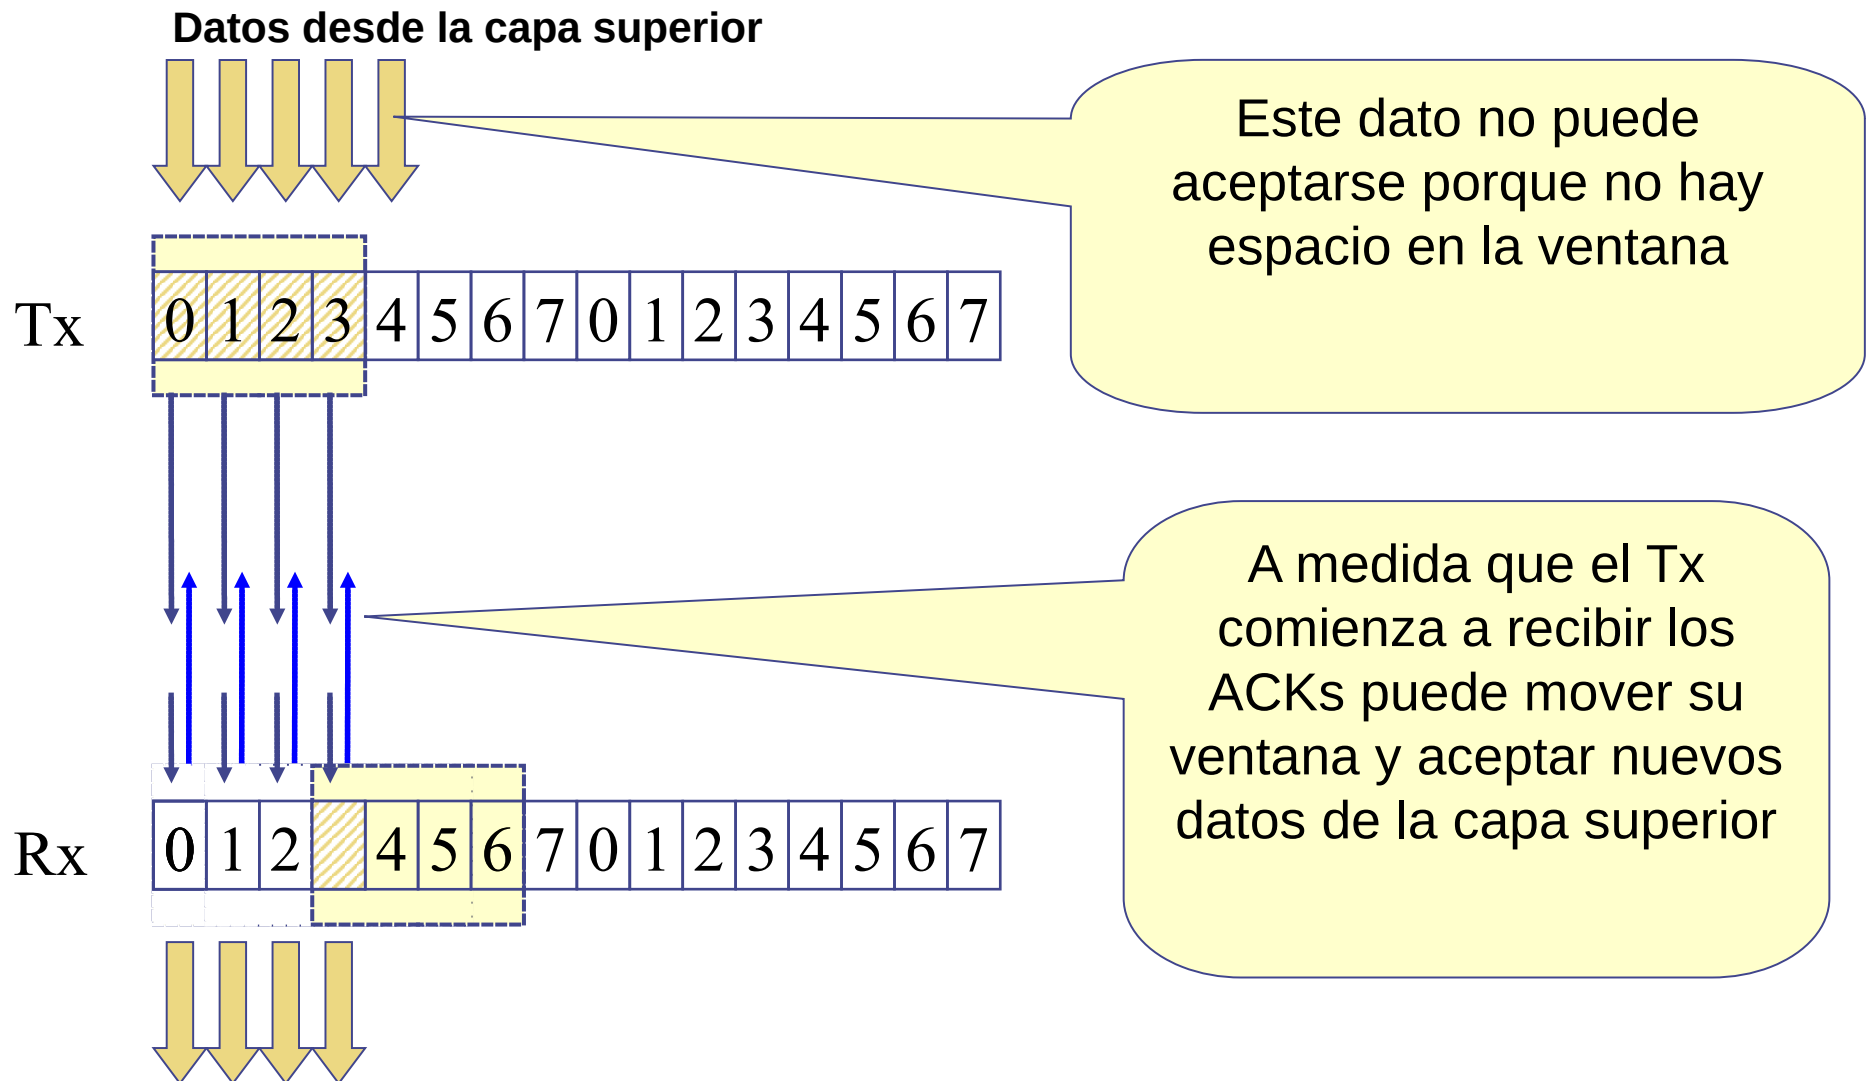 Datos desde la capa superior
Este dato no puede
aceptarse porque no hay
espacio en la ventana
Tx
0 1 2 3 4 5 6 7 0 1 2 3 4 5 6 7
A medida que el Tx
comienza a recibir los
ACKs puede mover su
ventana y aceptar nuevos
datos de la capa superior
Rx
0 1 2 4 5 6 7 0 1 2 3 4 5 6 7